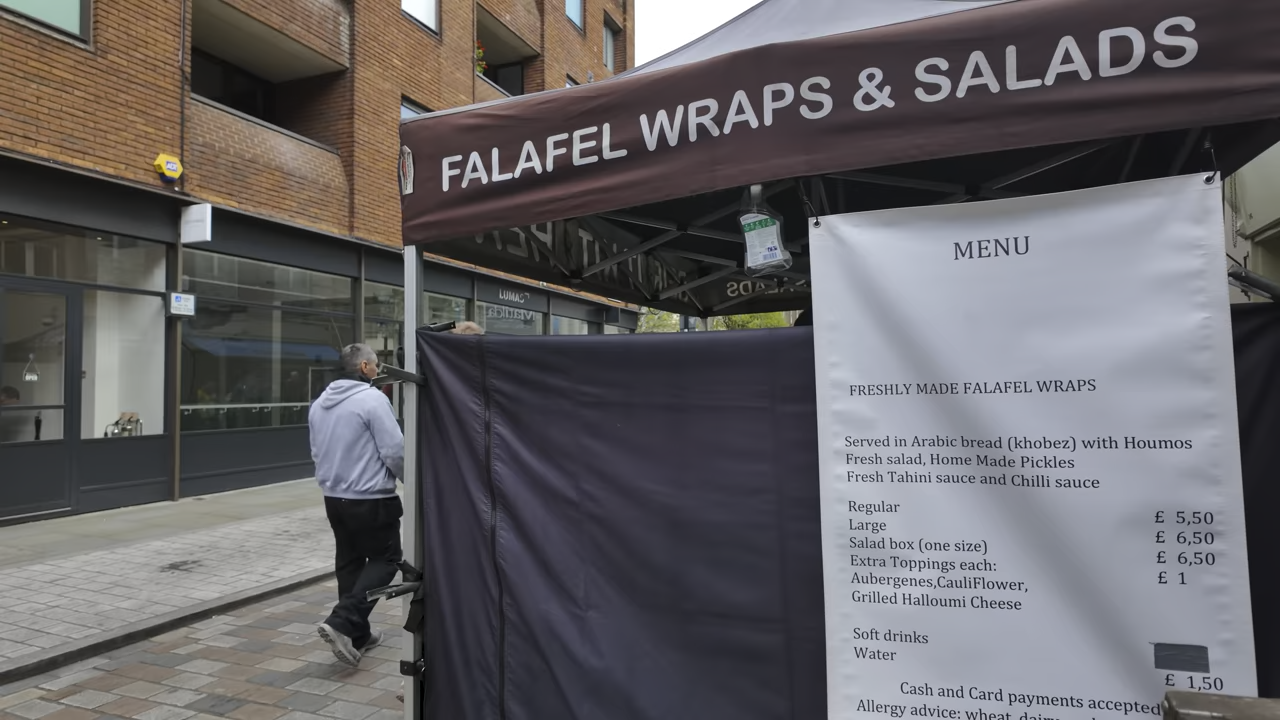 FALAFEL WRAPS & SALADS
MENU
FRESHLY MADE FALAFEL WRAPS
Served in Arabic bread (khobez) with Houmos
Fresh salad, Home Made Pickles
Fresh Tahini sauce and Chilli sauce
Regular £ 5,50
Large £ 6,50
Salad box (one size) £ 6,50
Extra Toppings each: £ 1
Aubergenes,CauliFlower,
Grilled Halloumi Cheese
Soft drinks
Water £ 1,50
Cash and Card payments accepted
Allergy advice: wheat, dairy
SALADS
ADT